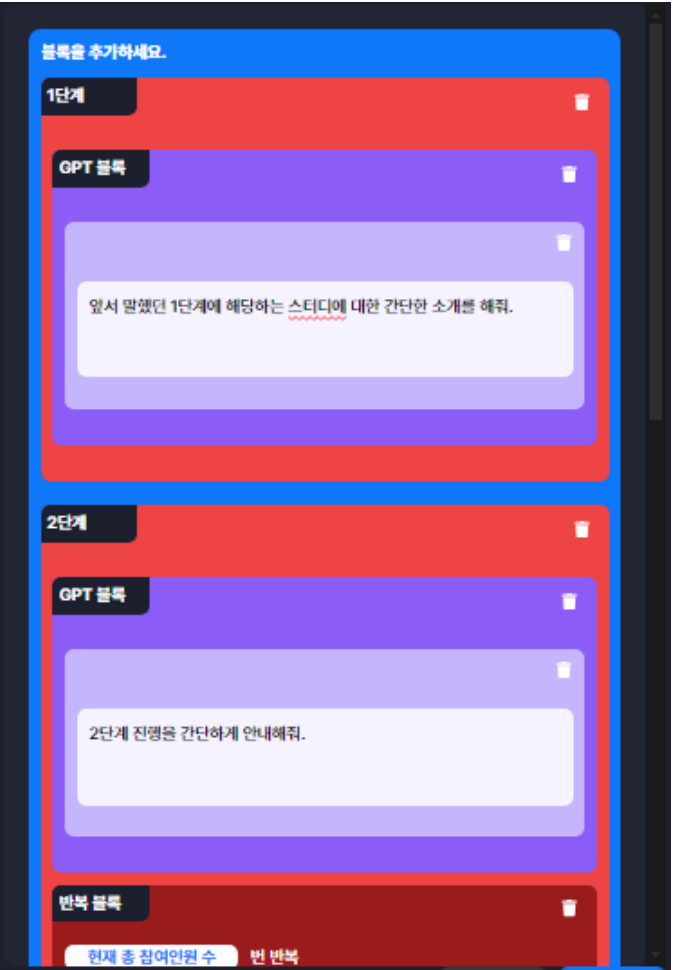 블록을 추가하세요.
1단계
GPT 블록
앞서 말했던 1단계에 해당하는 스터디에 대한 간단한 소개를 해줘.
2단계
GPT 블록
2단계 진행을 간단하게 안내해줘.
반복 블록
현재 총 참여인원 수 번 반복